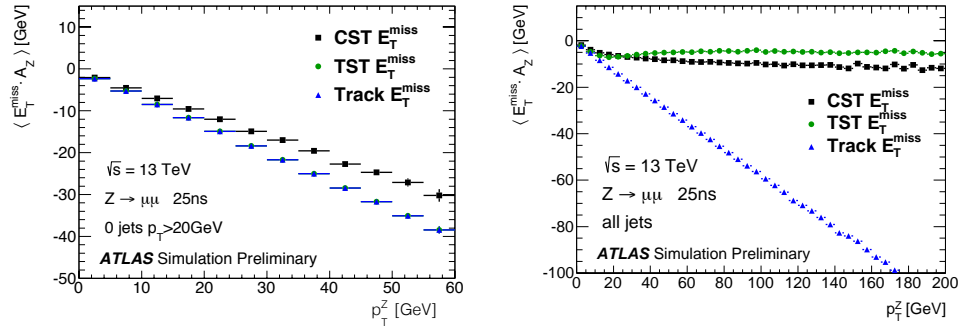 ⟨ E_T^miss · A_Z ⟩ [GeV]
10
0
-10
-20
-30
-40
-50
CST E_T^miss
TST E_T^miss
Track E_T^miss
√s = 13 TeV
Z → μμ 25ns
0 jets p_T>20GeV
ATLAS Simulation Preliminary
0 10 20 30 40 50 60
p_T^Z [GeV]
⟨ E_T^miss · A_Z ⟩ [GeV]
0
-20
-40
-60
-80
-100
CST E_T^miss
TST E_T^miss
Track E_T^miss
√s = 13 TeV
Z → μμ 25ns
all jets
ATLAS Simulation Preliminary
0 20 40 60 80 100 120 140 160 180 200
p_T^Z [GeV]